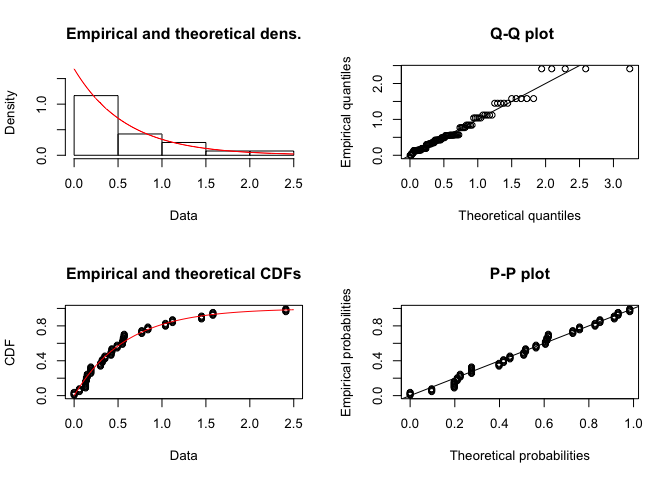 Empirical and theoretical dens.
Density
0.0 1.0
0.0 0.5 1.0 1.5 2.0 2.5
Data
Q-Q plot
Empirical quantiles
0.0 1.0 2.0
0.0 0.5 1.0 1.5 2.0 2.5 3.0
Theoretical quantiles
Empirical and theoretical CDFs
CDF
0.0 0.4 0.8
0.0 0.5 1.0 1.5 2.0 2.5
Data
P-P plot
Empirical probabilities
0.0 0.4 0.8
0.0 0.2 0.4 0.6 0.8 1.0
Theoretical probabilities